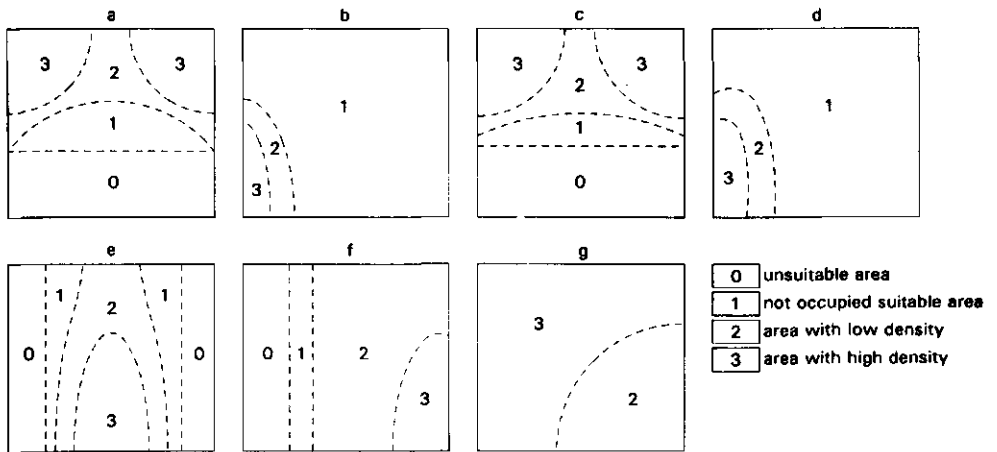 a b c d
3 3 3 3
2 1 2 1
1 2 1 2
0 3 0 3
e f g
1 1
2 3 0 unsuitable area
0 0 0 1 2 1 not occupied suitable area
3 3 2 2 area with low density
3 area with high density